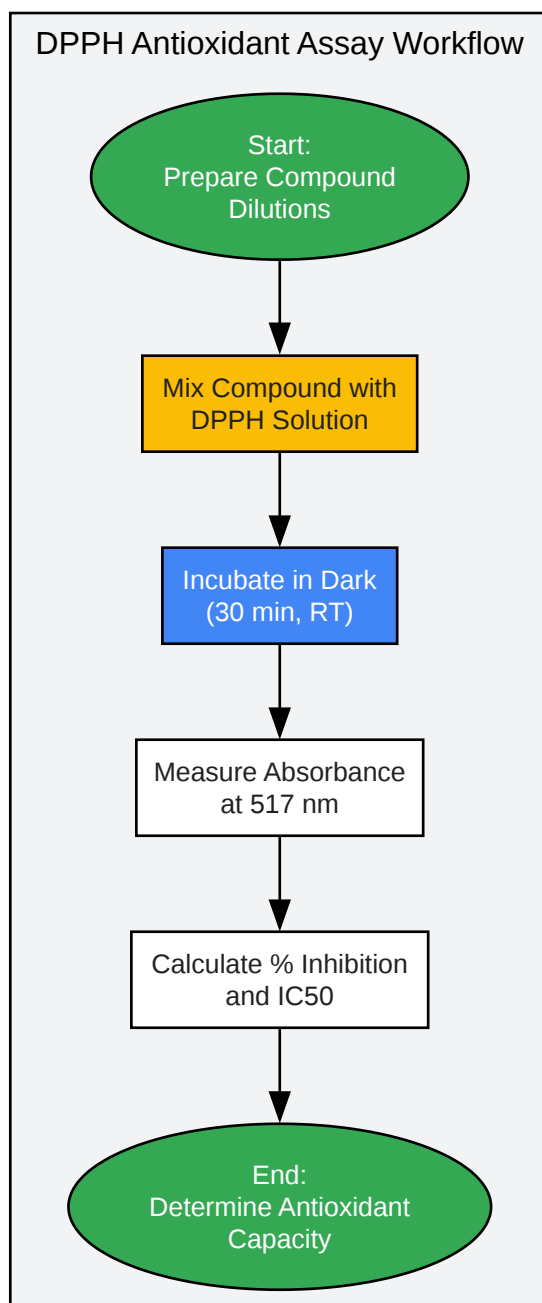 DPPH Antioxidant Assay Workflow
Start:
Prepare Compound
Dilutions
Mix Compound with
DPPH Solution
Incubate in Dark
(30 min, RT)
Measure Absorbance
at 517 nm
Calculate % Inhibition
and IC50
End:
Determine Antioxidant
Capacity